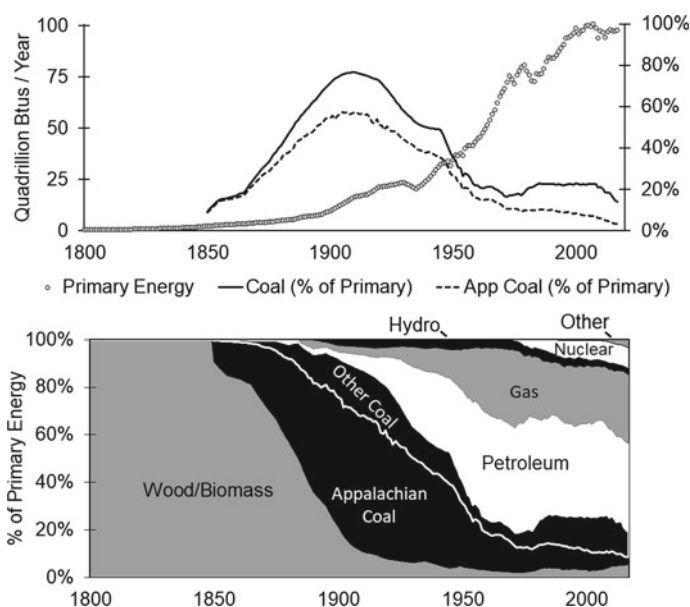 100
75
50
25
0
Quadrillion Btus / Year
100%
80%
60%
40%
20%
0%
1800 1850 1900 1950 2000
Primary Energy Coal (% of Primary) App Coal (% of Primary)
Hydro Other
100%
80%
60%
40%
20%
0%
% of Primary Energy
Nuclear
Other Coal
Gas
Petroleum
Wood/Biomass
Appalachian
Coal
1800 1850 1900 1950 2000